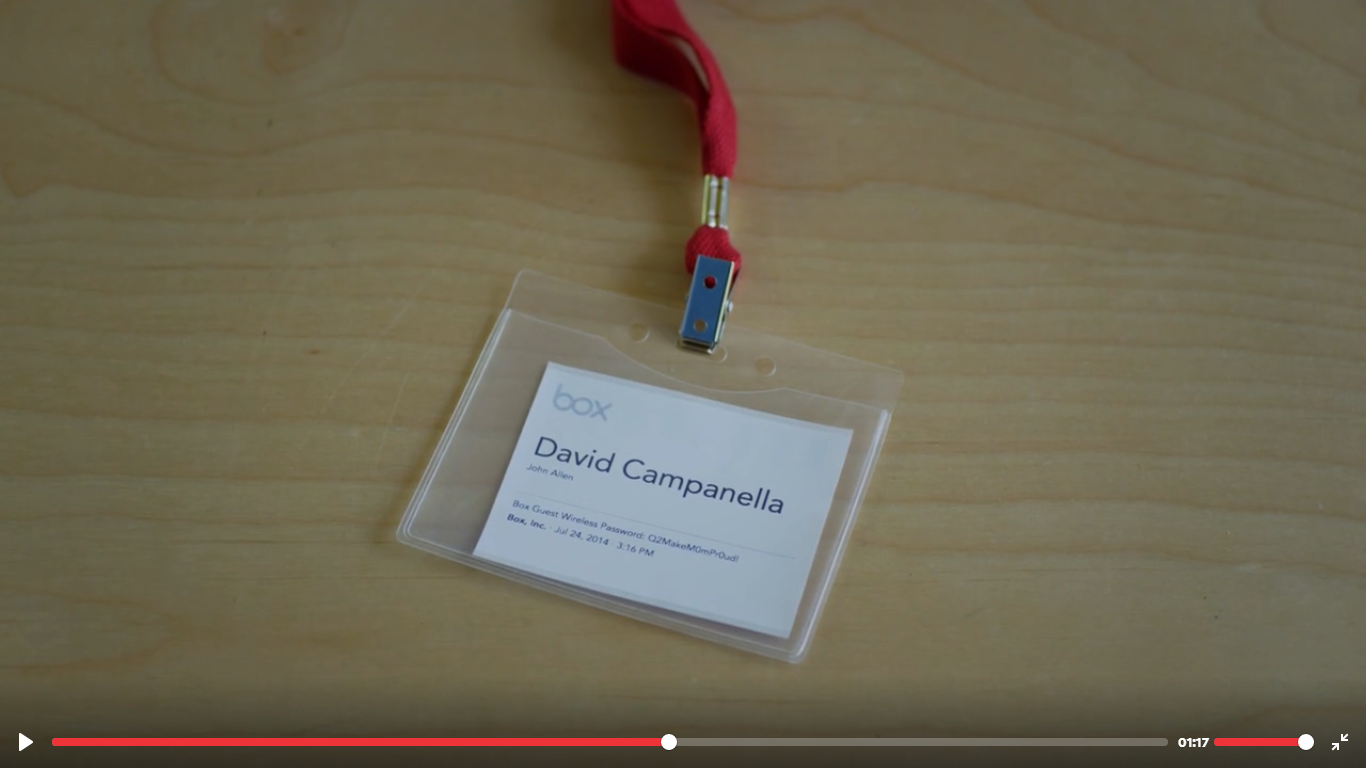 box
David Campanella
John Allen
Box Guest Wireless Password: Q2MakeM0mPr0ud!
Box, Inc. · Jul 24, 2014 · 3:16 PM
01:17